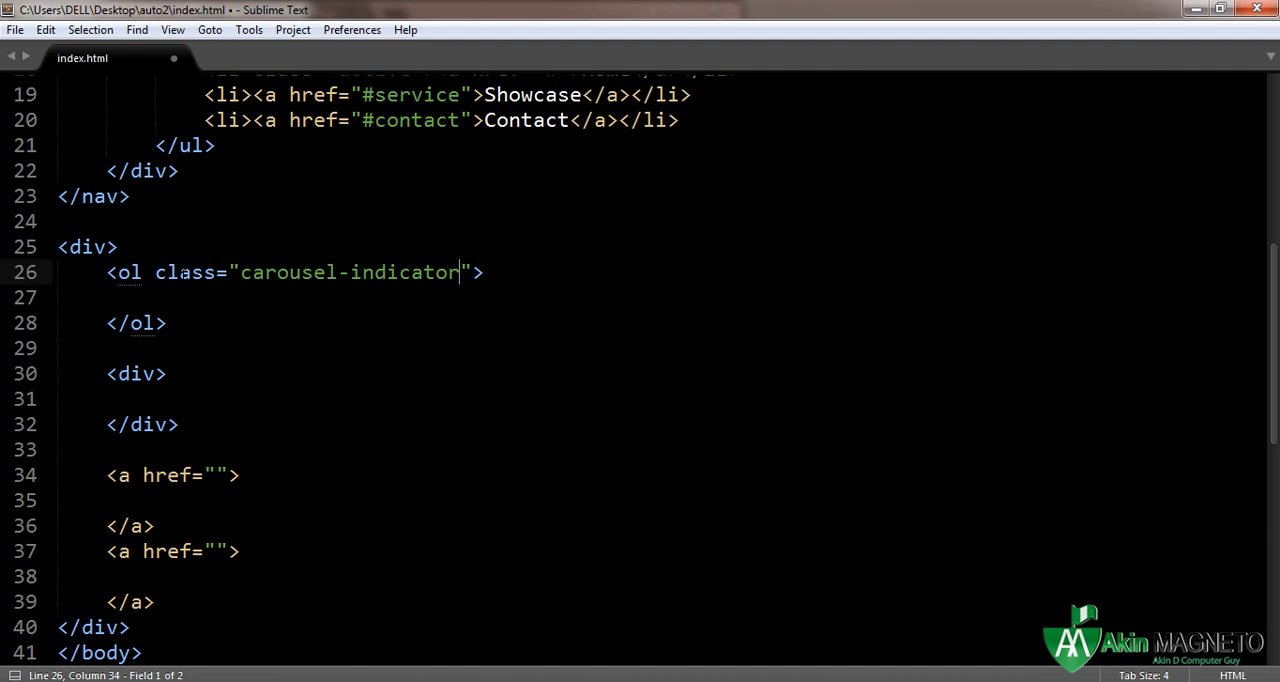 C:\Users\DELL\Desktop\auto2\index.html • - Sublime Text
File Edit Selection Find View Goto Tools Project Preferences Help
index.html
19 <li><a href="#service">Showcase</a></li>
20 <li><a href="#contact">Contact</a></li>
21 </ul>
22 </div>
23 </nav>
24
25 <div>
26 <ol class="carousel-indicator">
27
28 </ol>
29
30 <div>
31
32 </div>
33
34 <a href="">
35
36 </a>
37 <a href="">
38
39 </a>
40 </div>
41 </body>
Akin MAGNETO
Akin D Computer Guy
Line 26, Column 34 - Field 1 of 2 Tab Size: 4 HTML